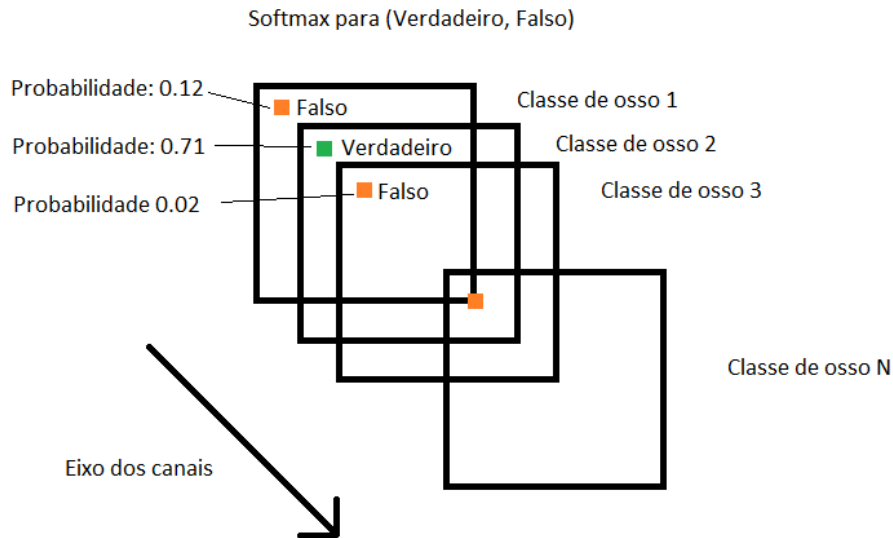 Softmax para (Verdadeiro, Falso)
Probabilidade: 0.12
Falso
Classe de osso 1
Probabilidade: 0.71
Verdadeiro
Classe de osso 2
Probabilidade 0.02
Falso
Classe de osso 3
Classe de osso N
Eixo dos canais